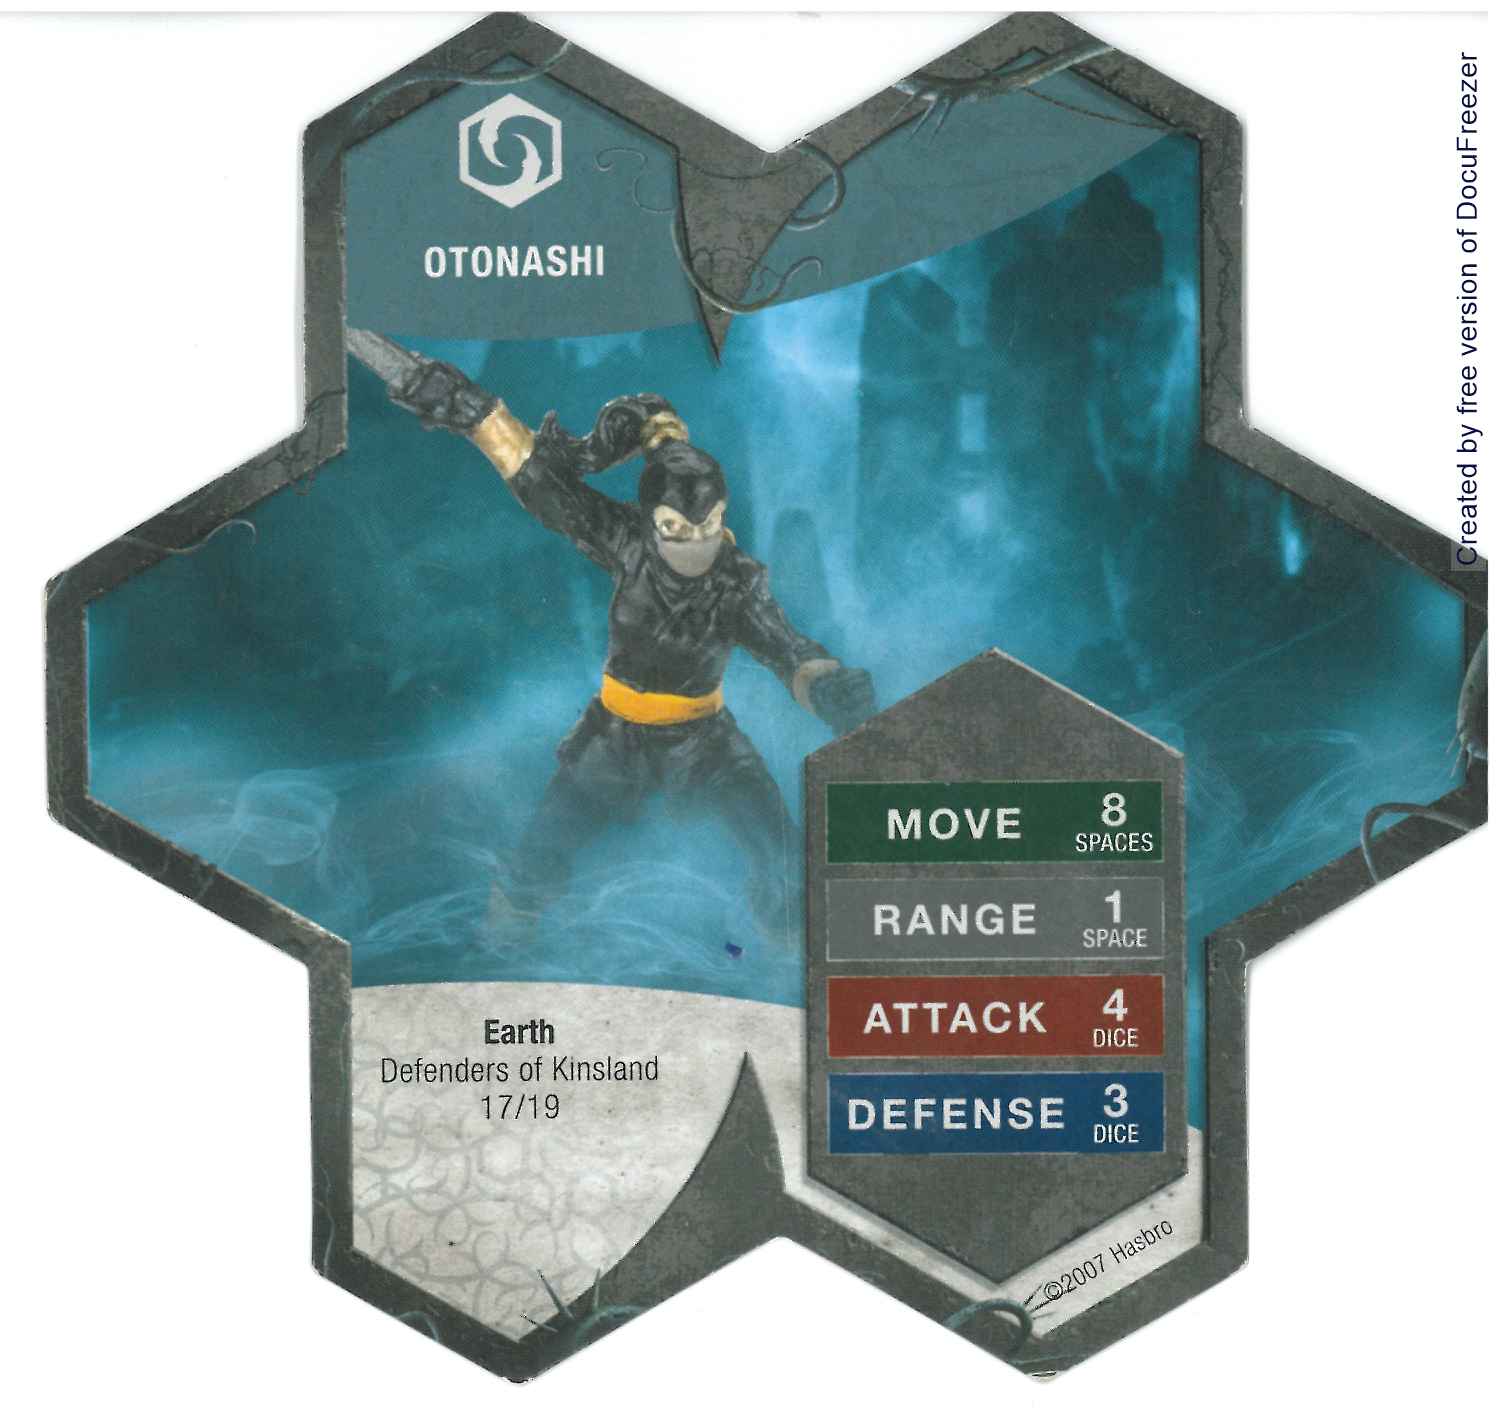 OTONASHI
MOVE 8
SPACES
RANGE 1
SPACE
ATTACK 4
DICE
DEFENSE 3
DICE
Earth
Defenders of Kinsland
17/19
©2007 Hasbro
Created by free version of DocuFreezer